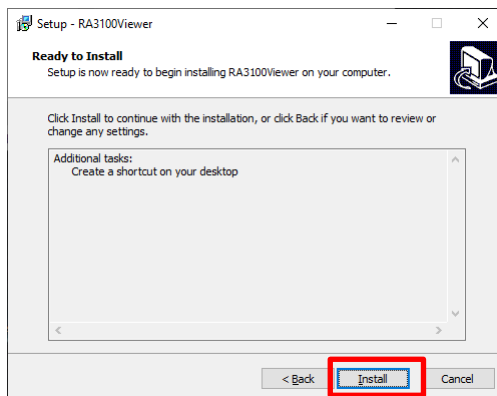 Setup - RA3100Viewer
Ready to Install
Setup is now ready to begin installing RA3100Viewer on your computer.
Click Install to continue with the installation, or click Back if you want to review or
change any settings.
Additional tasks:
Create a shortcut on your desktop
< Back
Install
Cancel